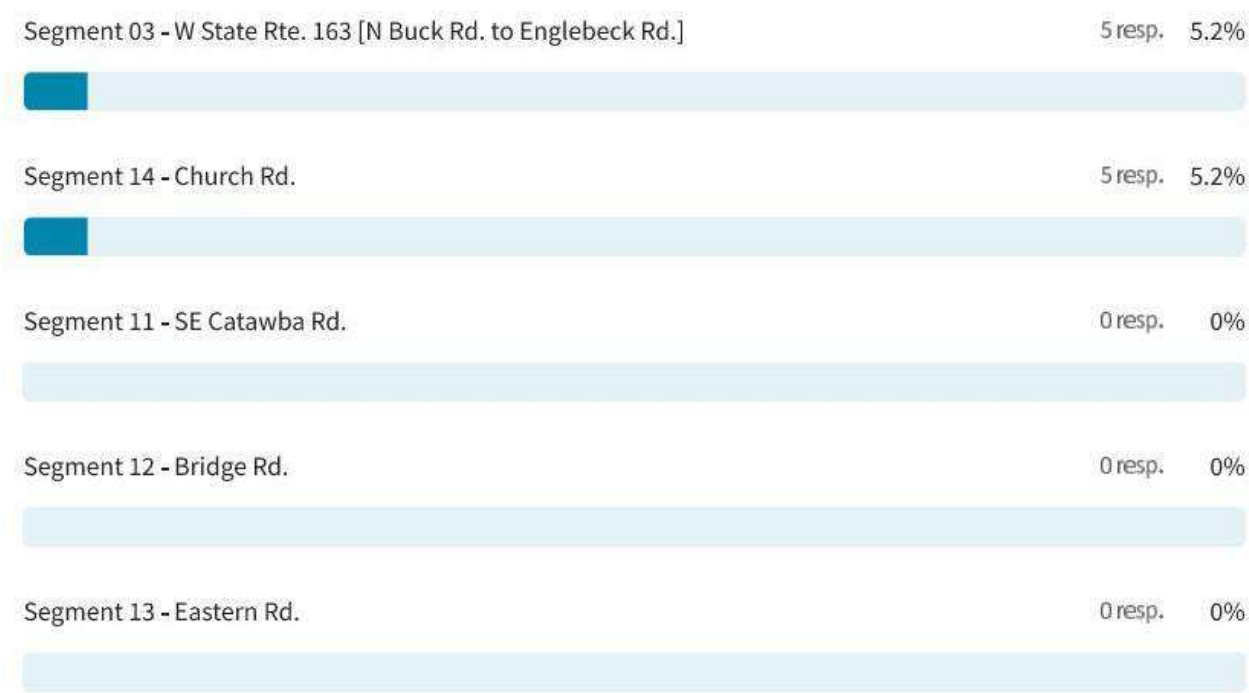 Segment 03 - W State Rte. 163 [N Buck Rd. to Englebeck Rd.] 5 resp. 5.2%
Segment 14 - Church Rd. 5 resp. 5.2%
Segment 11 - SE Catawba Rd. 0 resp. 0%
Segment 12 - Bridge Rd. 0 resp. 0%
Segment 13 - Eastern Rd. 0 resp. 0%